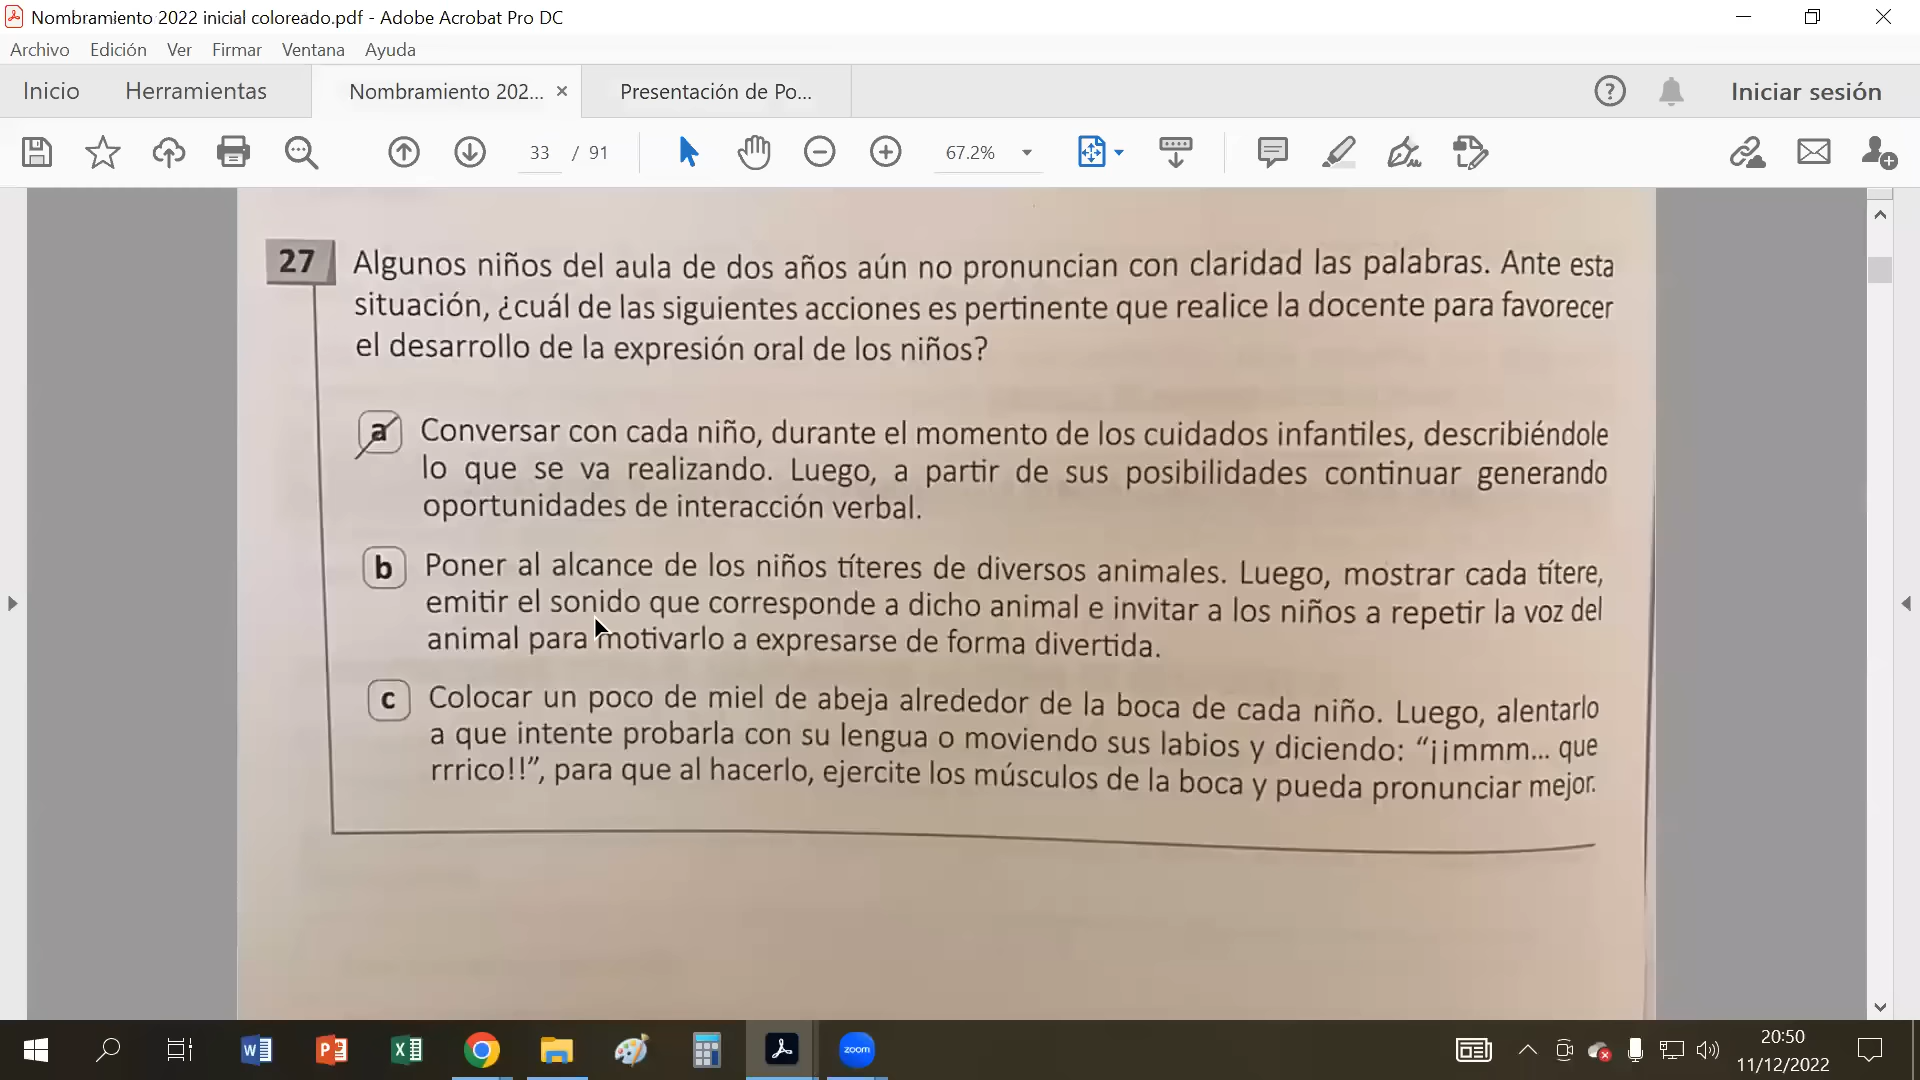 Nombramiento 2022 inicial coloreado.pdf - Adobe Acrobat Pro DC
Archivo Edición Ver Firmar Ventana Ayuda
Inicio Herramientas Nombramiento 202... × Presentación de Po... Iniciar sesión
33 / 91 67.2%
27 Algunos niños del aula de dos años aún no pronuncian con claridad las palabras. Ante esta
situación, ¿cuál de las siguientes acciones es pertinente que realice la docente para favorecer
el desarrollo de la expresión oral de los niños?
a Conversar con cada niño, durante el momento de los cuidados infantiles, describiéndole
lo que se va realizando. Luego, a partir de sus posibilidades continuar generando
oportunidades de interacción verbal.
b Poner al alcance de los niños títeres de diversos animales. Luego, mostrar cada títere,
emitir el sonido que corresponde a dicho animal e invitar a los niños a repetir la voz del
animal para motivarlo a expresarse de forma divertida.
c Colocar un poco de miel de abeja alrededor de la boca de cada niño. Luego, alentarlo
a que intente probarla con su lengua o moviendo sus labios y diciendo: “¡¡mmm... que
rrrico!!”, para que al hacerlo, ejercite los músculos de la boca y pueda pronunciar mejor.
zoom
20:50
11/12/2022